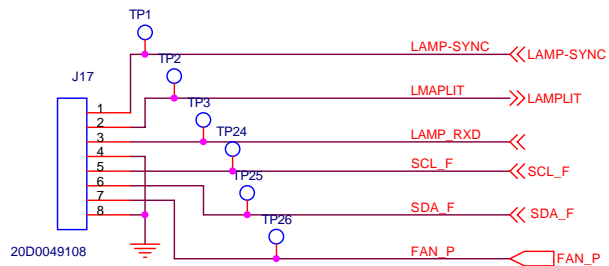 TP1
LAMP-SYNC
LAMP-SYNC
J17
TP2
LMAPLIT
LAMPLIT
1
TP3
2
LAMP_RXD
3
TP24
4
SCL_F
SCL_F
5
TP25
6
SDA_F
SDA_F
7
TP26
8
20D0049108
FAN_P
FAN_P